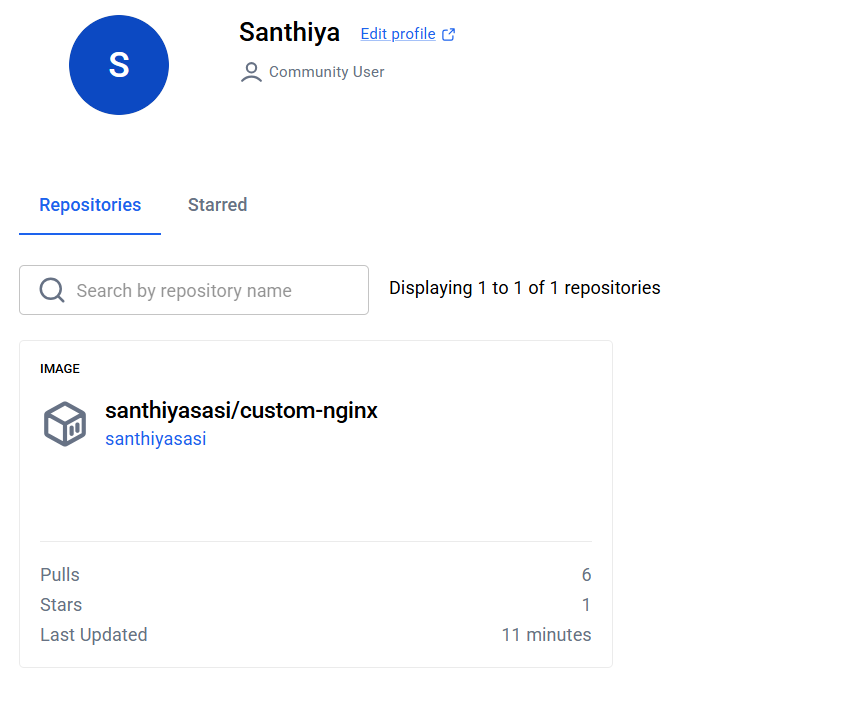 S
Santhiya Edit profile
Community User
Repositories Starred
Search by repository name Displaying 1 to 1 of 1 repositories
IMAGE
santhiyasasi/custom-nginx
santhiyasasi
Pulls 6
Stars 1
Last Updated 11 minutes